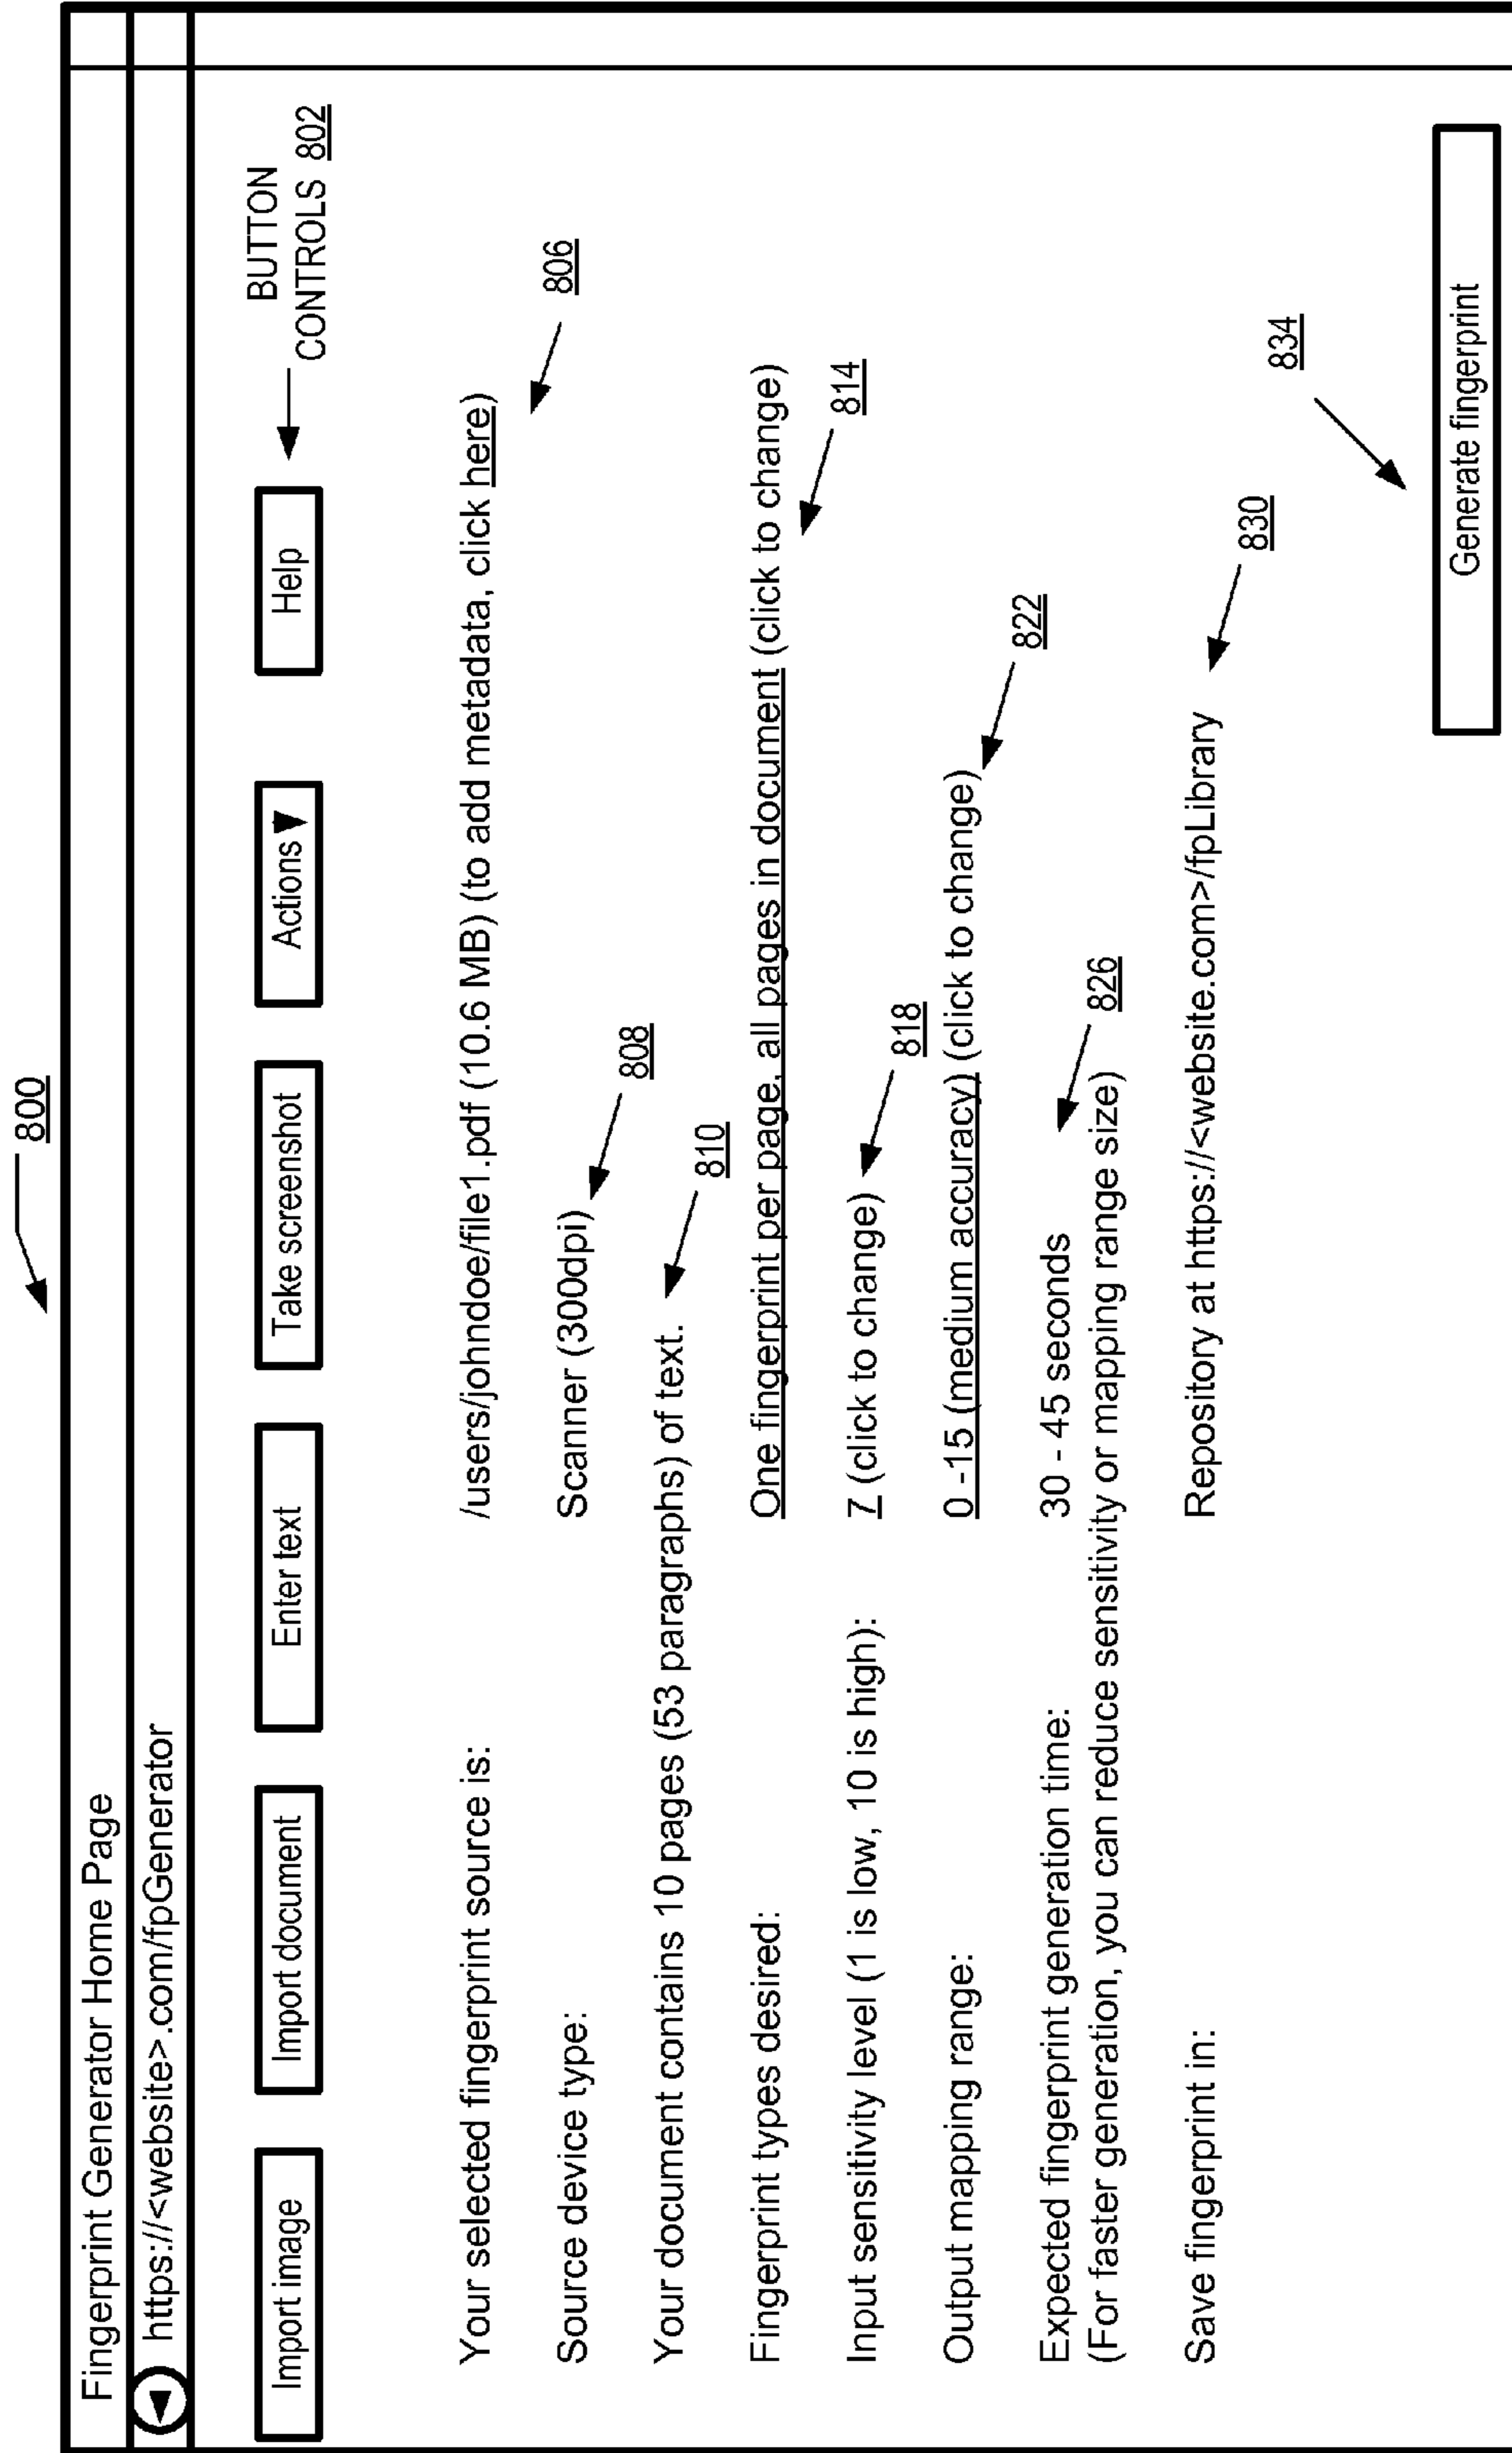 800
Fingerprint Generator Home Page
https://<website>.com/fpGenerator
Import image
Import document
Enter text
Take screenshot
Actions ▼
Help
BUTTON
CONTROLS 802
Your selected fingerprint source is: /users/johndoe/file1.pdf (10.6 MB) (to add metadata, click here)
806
Source device type: Scanner (300dpi)
808
Your document contains 10 pages (53 paragraphs) of text.
810
Fingerprint types desired: One fingerprint per page, all pages in document (click to change)
814
Input sensitivity level (1 is low, 10 is high): 7 (click to change)
818
Output mapping range: 0 -15 (medium accuracy) (click to change)
822
Expected fingerprint generation time: 30 - 45 seconds
826
(For faster generation, you can reduce sensitivity or mapping range size)
Save fingerprint in: Repository at https://<website.com>/fpLibrary
830
834
Generate fingerprint